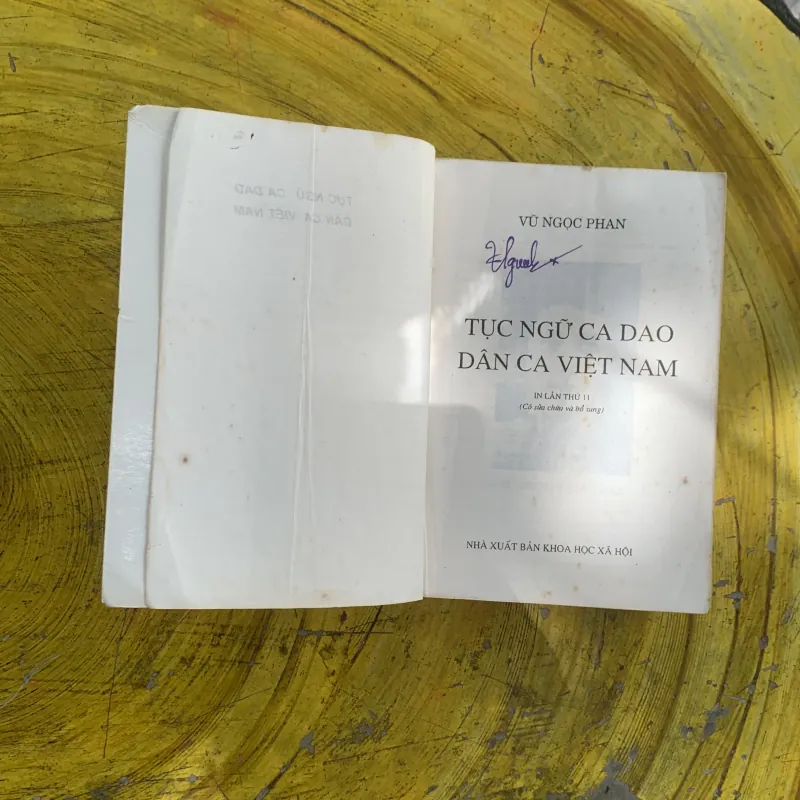 VŨ NGỌC PHAN
TỤC NGỮ CA DAO
DÂN CA VIỆT NAM
IN LẦN THỨ 11
(Có sửa chữa và bổ sung)
NHÀ XUẤT BẢN KHOA HỌC XÃ HỘI